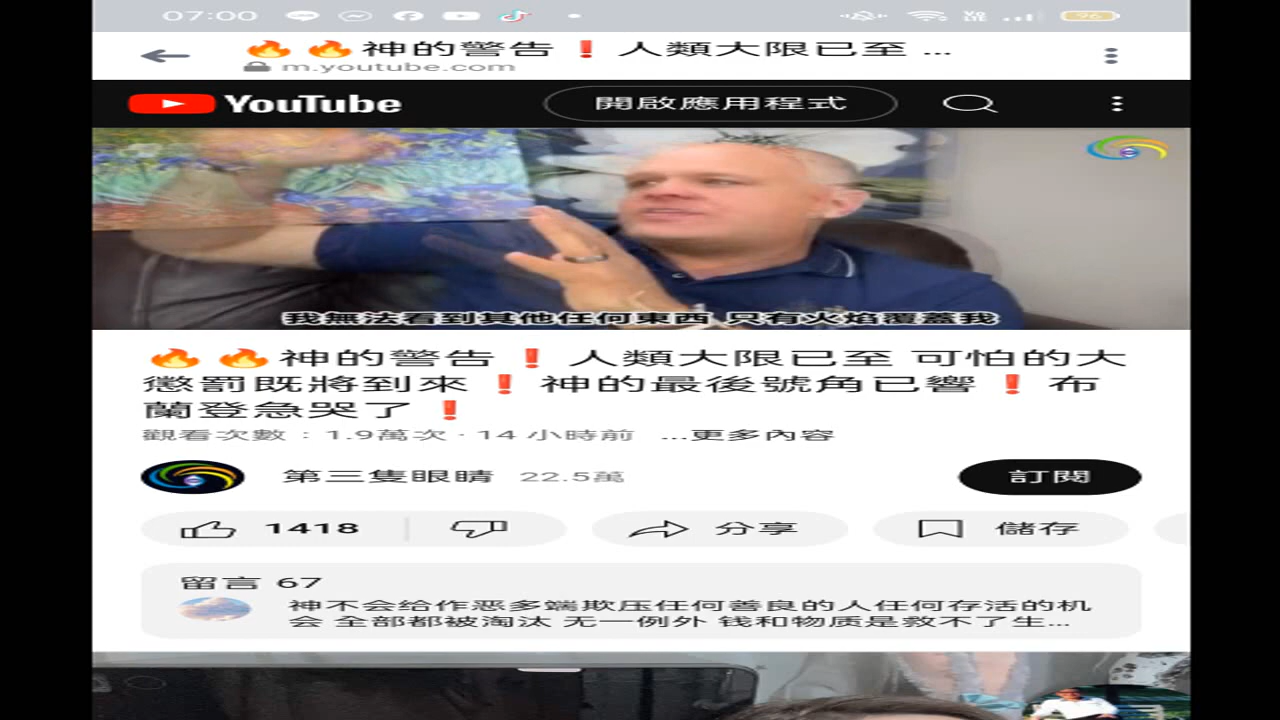 07:00
VO LTE
96
🔥🔥神的警告❗人類大限已至 ...
m.youtube.com
YouTube
開啟應用程式
我無法看到其他任何東西 只有火焰覆蓋我
🔥🔥神的警告❗人類大限已至 可怕的大
懲罰既將到來❗神的最後號角已響❗布
蘭登急哭了❗
觀看次數：1.9萬次 · 14 小時前 ...更多內容
第三隻眼睛 22.5萬
訂閱
1418
分享
儲存
留言 67
神不会给作恶多端欺压任何善良的人任何存活的机
会 全部都被淘汰 无一例外 钱和物质是救不了生...